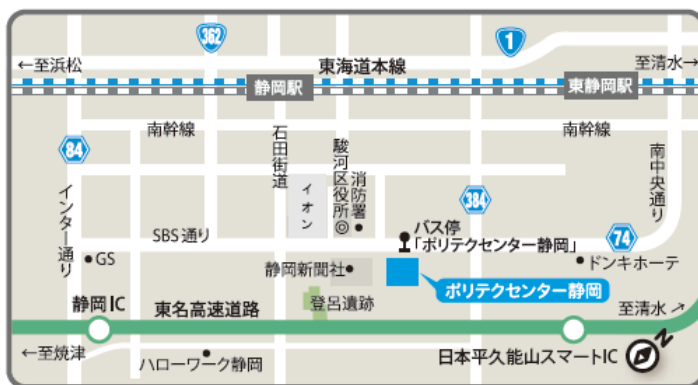 362
1
←至浜松
東海道本線
至清水→
静岡駅
東静岡駅
南幹線
南幹線
84
石田街道
駿河区役所◎
消防署
南中央通り
イオン
インター通り
384
バス停
「ポリテクセンター静岡」
SBS通り
74
GS
静岡新聞社
ドンキホーテ
ポリテクセンター静岡
登呂遺跡
静岡IC
東名高速道路
至清水↗
←至焼津
ハローワーク静岡
日本平久能山スマートIC
N